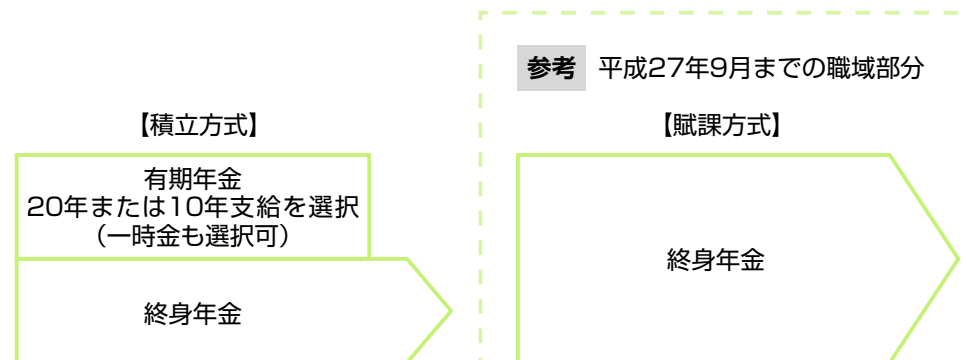 参考 平成27年9月までの職域部分
【積立方式】
有期年金
20年または10年支給を選択
（一時金も選択可）
終身年金
【賦課方式】
終身年金